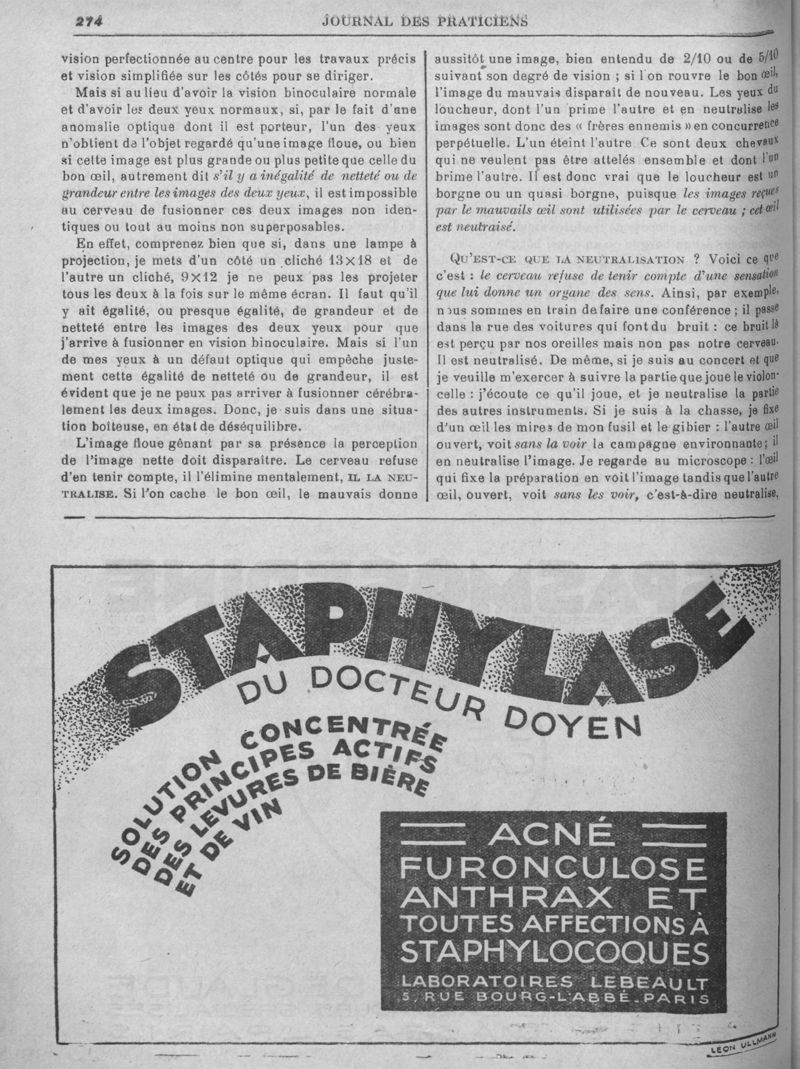 274
JOURNAL DES PRATICIENS
vision perfectionnée au centre pour les travaux précis
et vision simplifiée sur les côtés pour se diriger.
Mais si au lieu d'avoir la vision binoculaire normale
et d'avoir les deux yeux normaux, si, par le fait d'une
anomalie optique dont il est porteur, l'un des yeux
n'obtient de l'objet regardé qu'une image floue, ou bien
si cette image est plus grande ou plus petite que celle du
bon œil, autrement dit s'il y a inégalité de netteté ou de
grandeur entre les images des deux yeux, il est impossible
au cerveau de fusionner ces deux images non iden-
tiques ou tout au moins non superposables.
En effet, comprenez bien que si, dans une lampe à
projection, je mets d'un côté un cliché 13×18 et de
l'autre un cliché, 9×12 je ne peux pas les projeter
tous les deux à la fois sur le même écran. Il faut qu'il
y ait égalité, ou presque égalité, de grandeur et de
netteté entre les images des deux yeux pour que
j'arrive à fusionner en vision binoculaire. Mais si l'un
de mes yeux à un défaut optique qui empêche juste-
ment cette égalité de netteté ou de grandeur, il est
évident que je ne peux pas arriver à fusionner cérébra-
lement les deux images. Donc, je suis dans une situa-
tion boiteuse, en état de déséquilibre.
L'image floue gênant par sa présence la perception
de l'image nette doit disparaître. Le cerveau refuse
d'en tenir compte, il l'élimine mentalement, IL LA NEU-
TRALISE. Si l'on cache le bon œil, le mauvais donne
aussitôt une image, bien entendu de 2/10 ou de 5/10
suivant son degré de vision ; si l'on rouvre le bon œil,
l'image du mauvais disparaît de nouveau. Les yeux du
loucheur, dont l'un prime l'autre et en neutralise les
images sont donc des « frères ennemis » en concurrence
perpétuelle. L'un éteint l'autre Ce sont deux chevaux
qui ne veulent pas être attelés ensemble et dont l'un
brime l'autre. Il est donc vrai que le loucheur est un
borgne ou un quasi borgne, puisque les images reçues
par le mauvails œil sont utilisées par le cerveau ; cet œil
est neutraisé.
QU'EST-CE QUE LA NEUTRALISATION ? Voici ce que
c'est : le cerveau refuse de tenir compte d'une sensation
que lui donne un organe des sens. Ainsi, par exemple,
nous sommes en train de faire une conférence ; il passe
dans la rue des voitures qui font du bruit : ce bruit là
est perçu par nos oreilles mais non pas notre cerveau.
Il est neutralisé. De même, si je suis au concert et que
je veuille m'exercer à suivre la partie que joue le violon-
celle : j'écoute ce qu'il joue, et je neutralise la partie
des autres instruments. Si je suis à la chasse, je fixe
d'un œil les mires de mon fusil et le gibier : l'autre œil
ouvert, voit sans la voir la campagne environnante; il
en neutralise l'image. Je regarde au microscope : l'œil
qui fixe la préparation en voit l'image tandis que l'autre
œil, ouvert, voit sans les voir, c'est-à-dire neutralise,
STAPHYLASE
DU DOCTEUR DOYEN
SOLUTION CONCENTRÉE
DES PRINCIPES ACTIFS
DES LEVURES DE BIÈRE
ET DE VIN
ACNÉ
FURONCULOSE
ANTHRAX ET
TOUTES AFFECTIONS À
STAPHYLOCOQUES
LABORATOIRES LEBEAULT
5, RUE BOURG-L'ABBÉ-PARIS
LEON ULLMANN